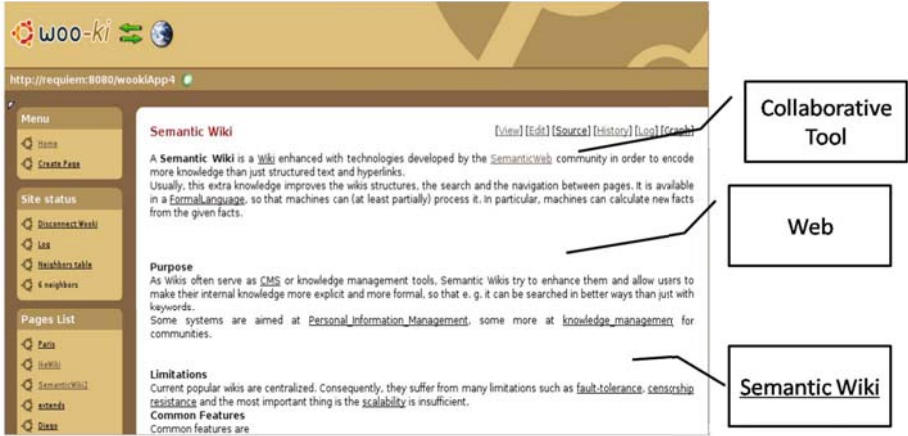 woo-ki
http://requiem:8080/wookiApp4
Menu
Home
Create Page
Site status
Disconnect Wooki
Log
Neighbors table
6 neighbors
Pages List
Paris
IkeWiki
SemanticWiki2
extends
Diego
Semantic Wiki
[View] [Edit] [Source] [History] [Log] [Graph]
A Semantic Wiki is a Wiki enhanced with technologies developed by the SemanticWeb community in order to encode
more knowledge than just structured text and hyperlinks.
Usually, this extra knowledge improves the wikis structures, the search and the navigation between pages. It is available
in a FormalLanguage, so that machines can (at least partially) process it. In particular, machines can calculate new facts
from the given facts.
Purpose
As Wikis often serve as CMS or knowledge management tools, Semantic Wikis try to enhance them and allow users to
make their internal knowledge more explicit and more formal, so that e. g. it can be searched in better ways than just with
keywords.
Some systems are aimed at Personal_Information_Management, some more at knowledge_management for
communities.
Limitations
Current popular wikis are centralized. Consequently, they suffer from many limitations such as fault-tolerance, censorship
resistance and the most important thing is the scalability is insufficient.
Common Features
Common features are
Collaborative
Tool
Web
Semantic Wiki